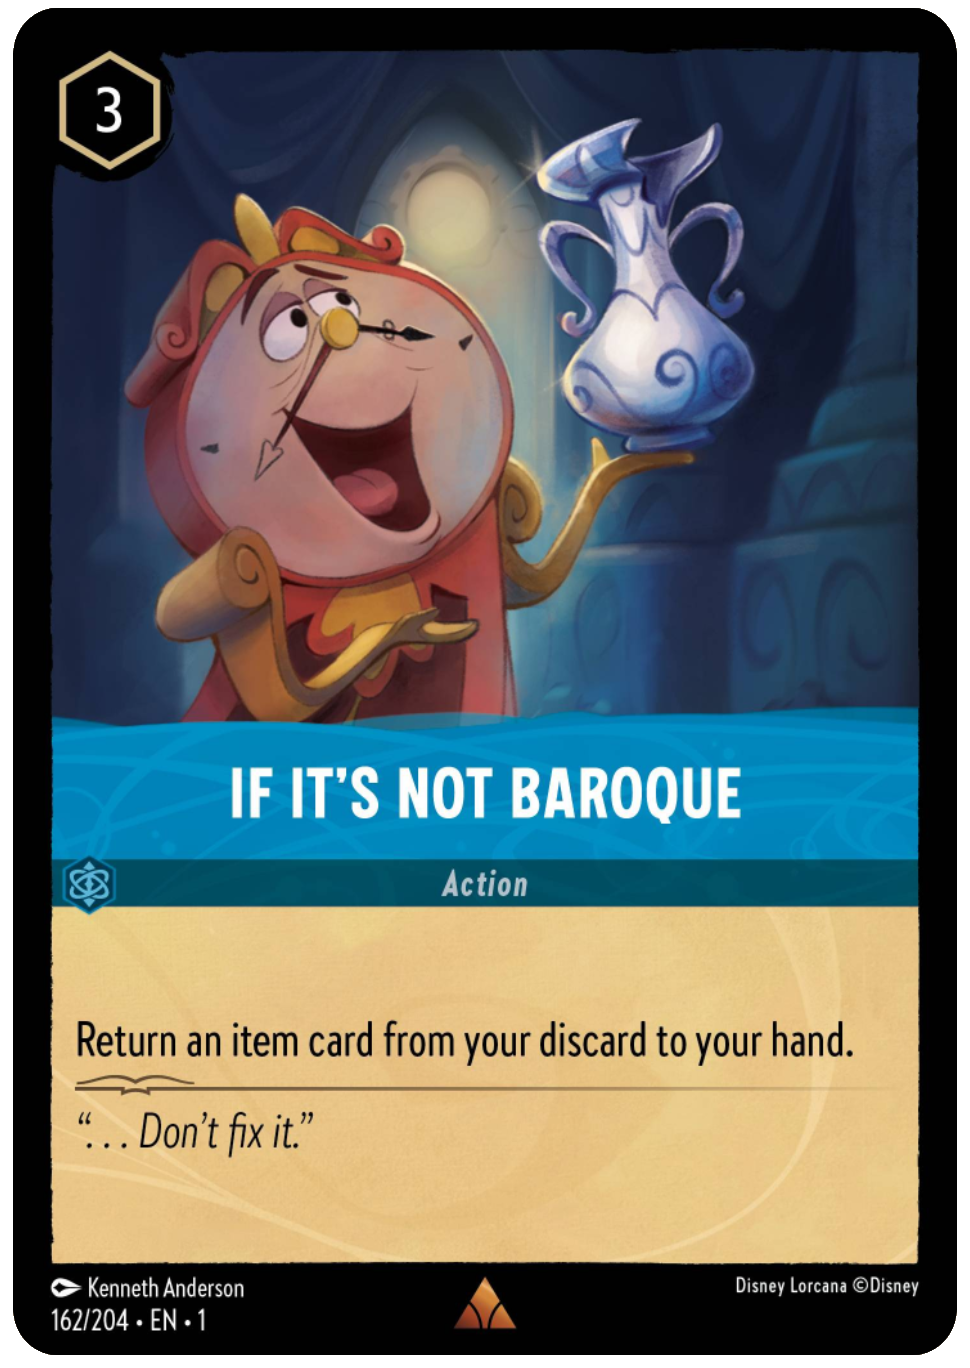 3
IF IT'S NOT BAROQUE
Action
Return an item card from your discard to your hand.
“. . . Don’t fix it.”
Kenneth Anderson
162/204 • EN • 1
Disney Lorcana ©Disney